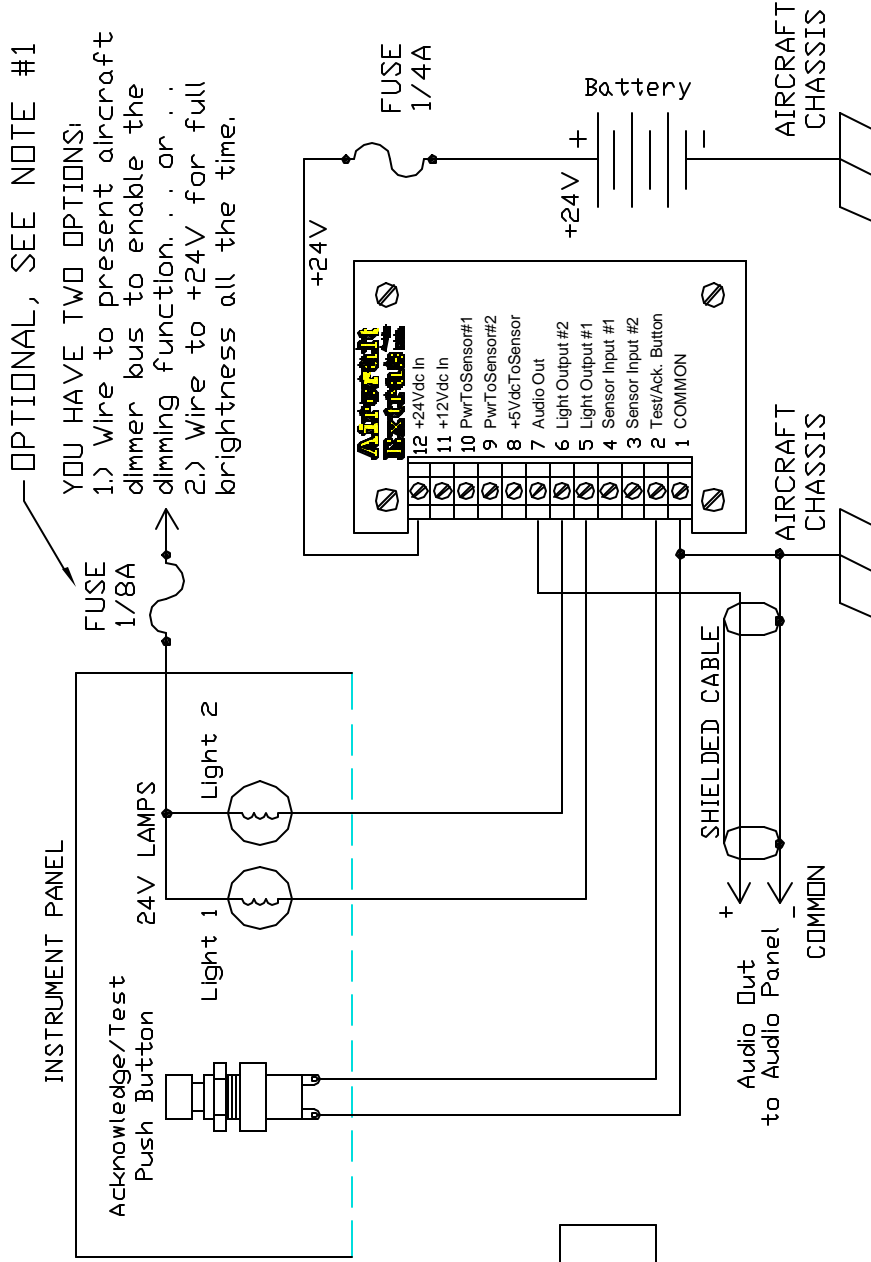 OPTIONAL, SEE NOTE #1
YOU HAVE TWO OPTIONS:
1.) Wire to present aircraft
dimmer bus to enable the
dimming function. . . or . . .
2.) Wire to +24V for full
brightness all the time.
FUSE
1/8A
INSTRUMENT PANEL
24V LAMPS
Light 1
Light 2
Acknowledge/Test
Push Button
FUSE
1/4A
+24V
Battery
+
+24V
-
AIRCRAFT
CHASSIS
Aircraft
Extras
12 +24Vdc In
11 +12Vdc In
10 PwrToSensor#1
9 PwrToSensor#2
8 +5VdcToSensor
7 Audio Out
6 Light Output #2
5 Light Output #1
4 Sensor Input #1
3 Sensor Input #2
2 Test/Ack. Button
1 COMMON
AIRCRAFT
CHASSIS
SHIELDED CABLE
+
-
COMMON
Audio Out
to Audio Panel